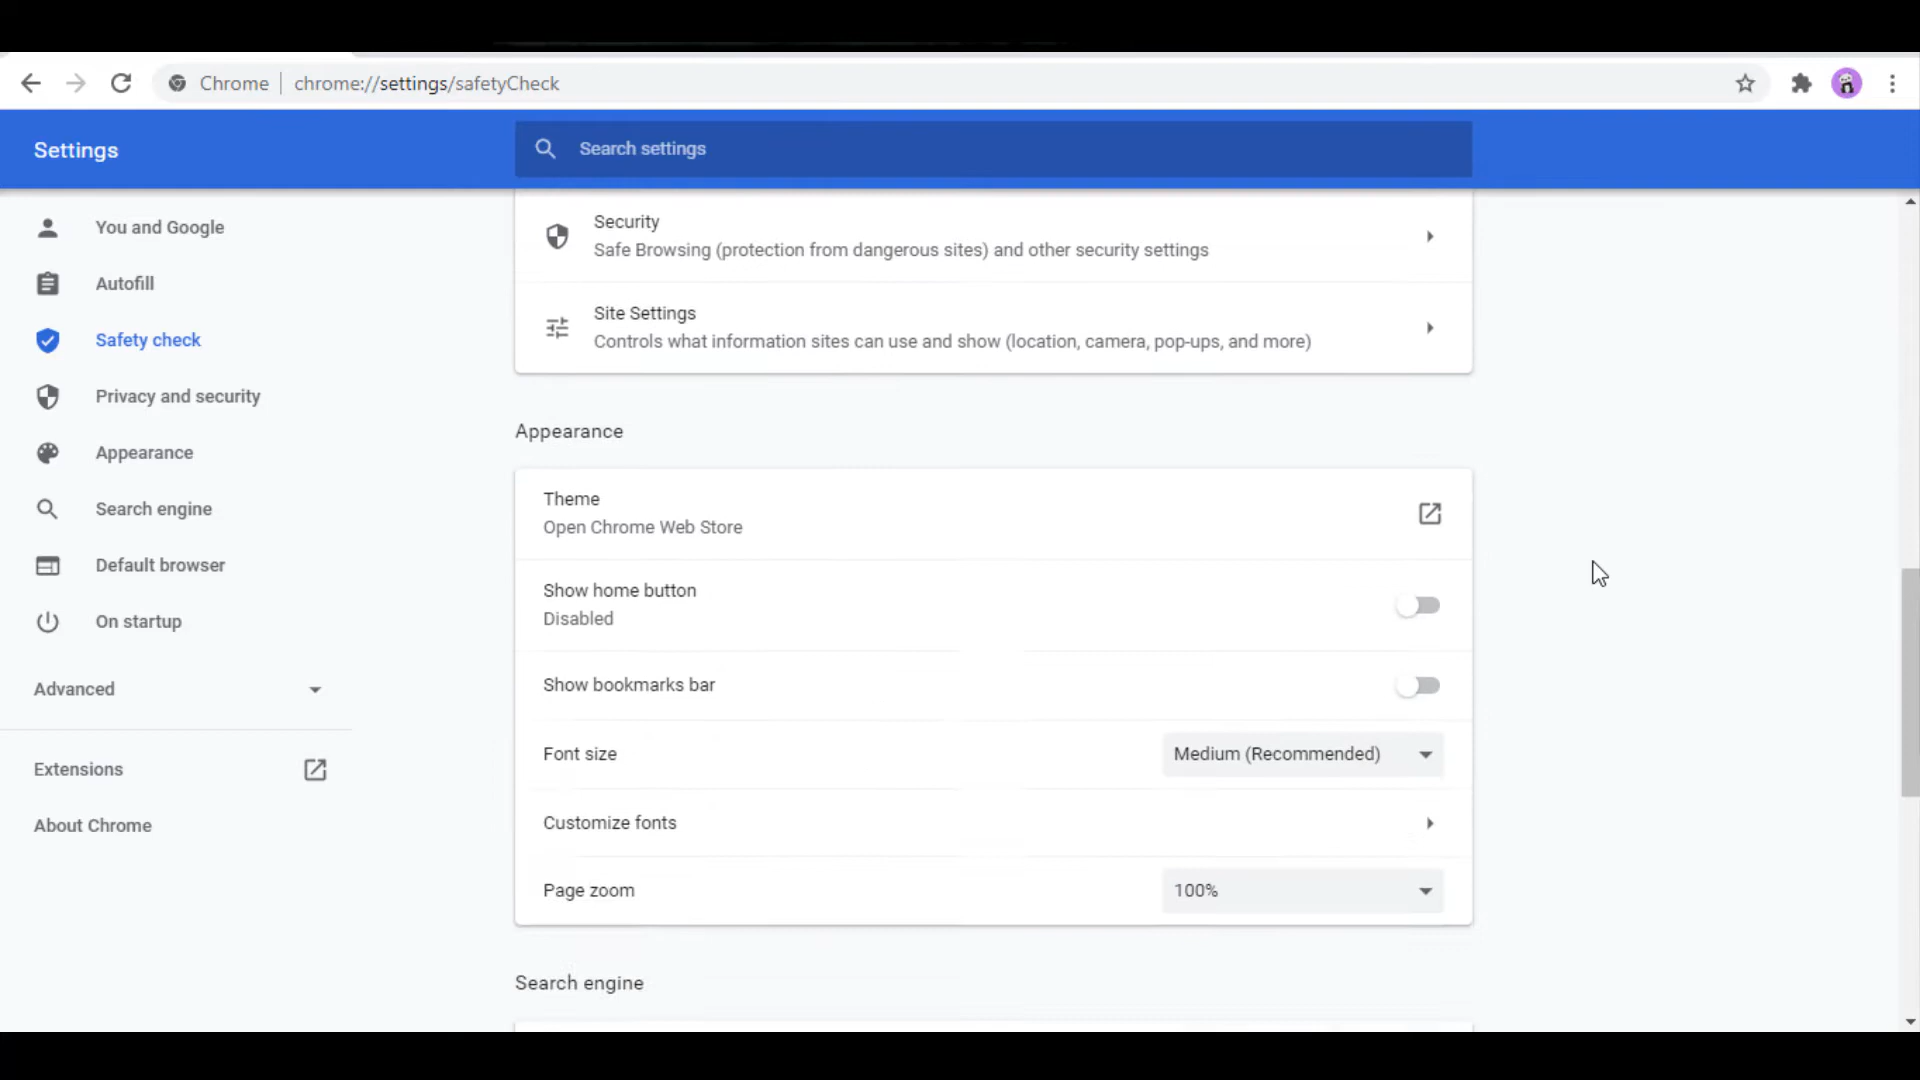 Chrome chrome://settings/safetyCheck
Settings
Search settings
You and Google
Autofill
Safety check
Privacy and security
Appearance
Search engine
Default browser
On startup
Advanced
Extensions
About Chrome
Security
Safe Browsing (protection from dangerous sites) and other security settings
Site Settings
Controls what information sites can use and show (location, camera, pop-ups, and more)
Appearance
Theme
Open Chrome Web Store
Show home button
Disabled
Show bookmarks bar
Font size Medium (Recommended)
Customize fonts
Page zoom 100%
Search engine